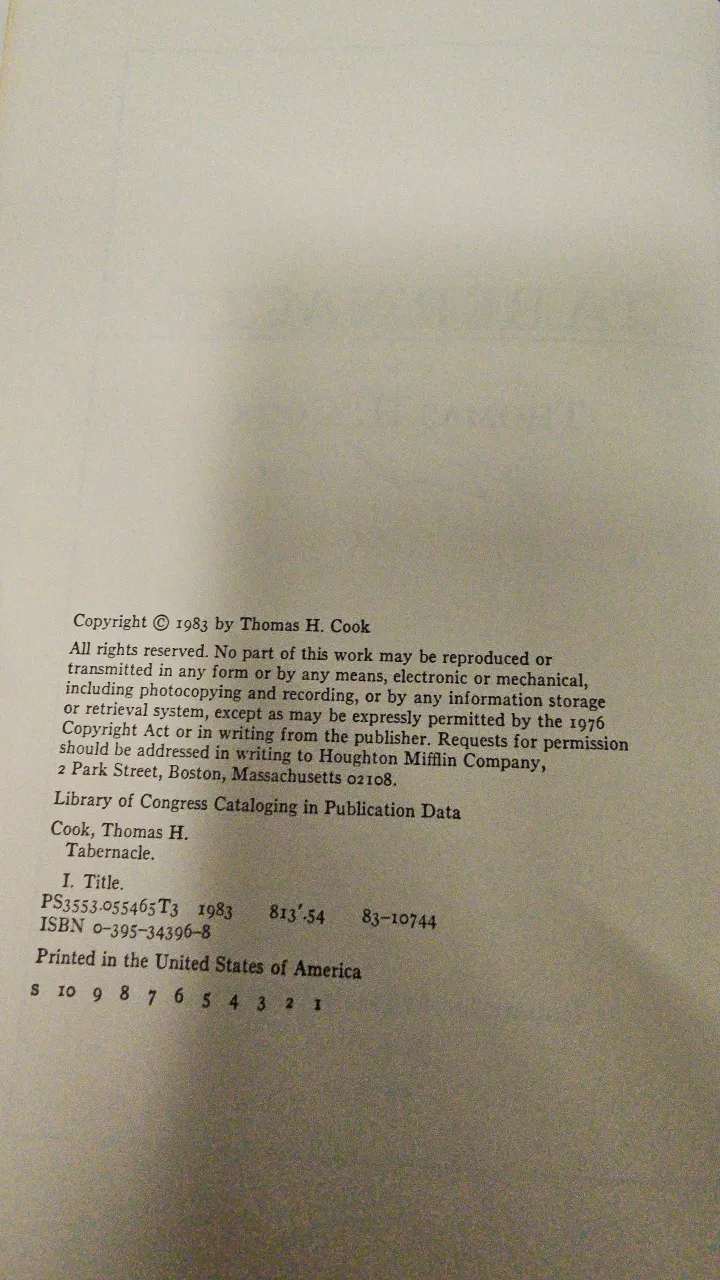 Copyright © 1983 by Thomas H. Cook
All rights reserved. No part of this work may be reproduced or
transmitted in any form or by any means, electronic or mechanical,
including photocopying and recording, or by any information storage
or retrieval system, except as may be expressly permitted by the 1976
Copyright Act or in writing from the publisher. Requests for permission
should be addressed in writing to Houghton Mifflin Company,
2 Park Street, Boston, Massachusetts 02108.
Library of Congress Cataloging in Publication Data
Cook, Thomas H.
Tabernacle.
I. Title.
PS3553.055465T3 1983 813'.54 83-10744
ISBN 0-395-34396-8
Printed in the United States of America
S 10 9 8 7 6 5 4 3 2 1